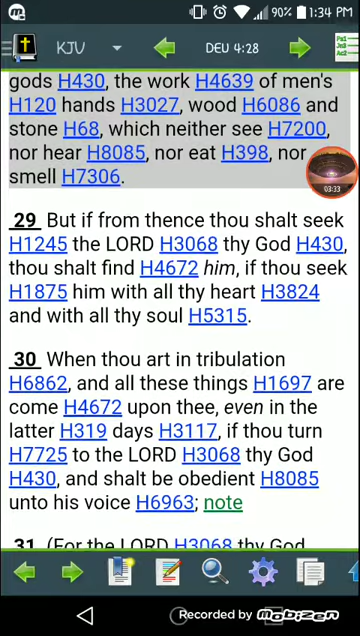 90% 1:34 PM
KJV DEU 4:28
Ps1
Jn3
Ac2
gods H430, the work H4639 of men's
H120 hands H3027, wood H6086 and
stone H68, which neither see H7200,
nor hear H8085, nor eat H398, nor
smell H7306.
03:33
29 But if from thence thou shalt seek
H1245 the LORD H3068 thy God H430,
thou shalt find H4672 him, if thou seek
H1875 him with all thy heart H3824
and with all thy soul H5315.
30 When thou art in tribulation
H6862, and all these things H1697 are
come H4672 upon thee, even in the
latter H319 days H3117, if thou turn
H7725 to the LORD H3068 thy God
H430, and shalt be obedient H8085
unto his voice H6963; note
31 (For the LORD H3068 thy God
Recorded by mobizen